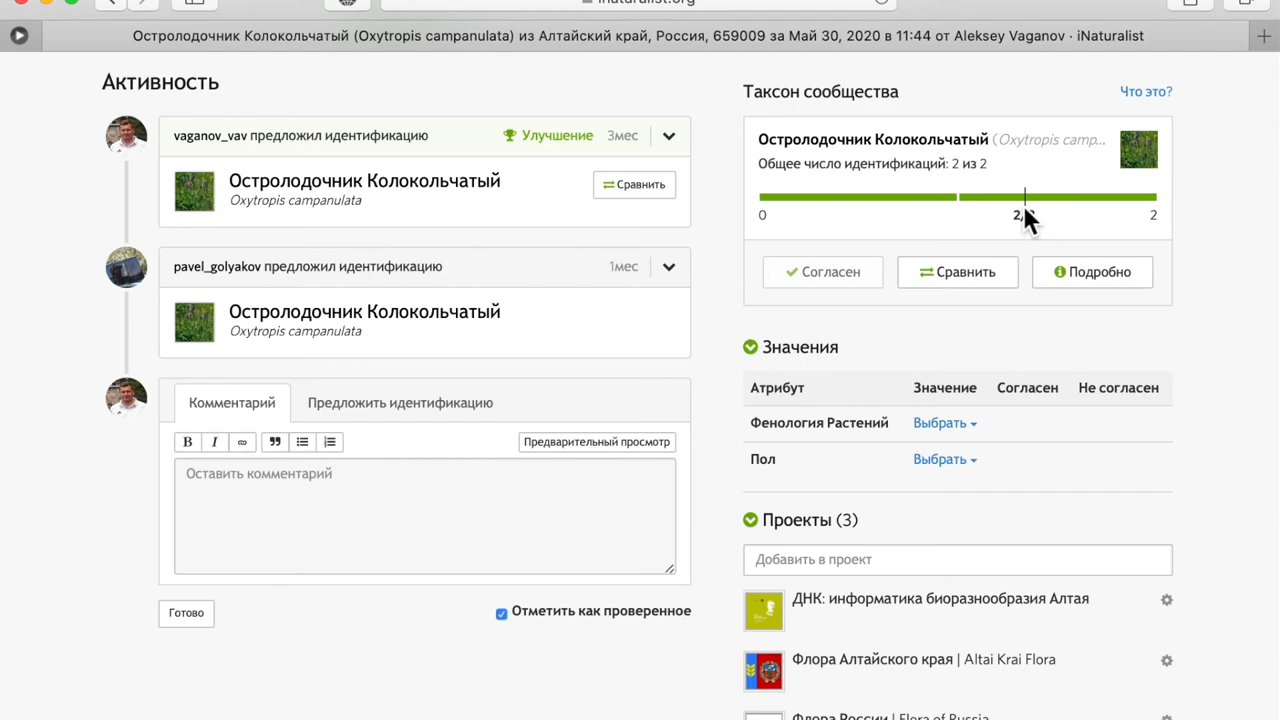 Остролодочник Колокольчатый (Oxytropis campanulata) из Алтайский край, Россия, 659009 за Май 30, 2020 в 11:44 от Aleksey Vaganov · iNaturalist
Активность
vaganov_vav предложил идентификацию
Улучшение
3мес
Остролодочник Колокольчатый
Oxytropis campanulata
Сравнить
pavel_golyakov предложил идентификацию
1мес
Остролодочник Колокольчатый
Oxytropis campanulata
Комментарий
Предложить идентификацию
B I
Предварительный просмотр
Оставить комментарий
Готово
Отметить как проверенное
Таксон сообщества
Что это?
Остролодочник Колокольчатый (Oxytropis camp...
Общее число идентификаций: 2 из 2
0
2
Согласен
Сравнить
Подробно
Значения
Атрибут Значение Согласен Не согласен
Фенология Растений Выбрать
Пол Выбрать
Проекты (3)
Добавить в проект
ДНК: информатика биоразнообразия Алтая
Флора Алтайского края | Altai Krai Flora
Флора России | Flora of Russia